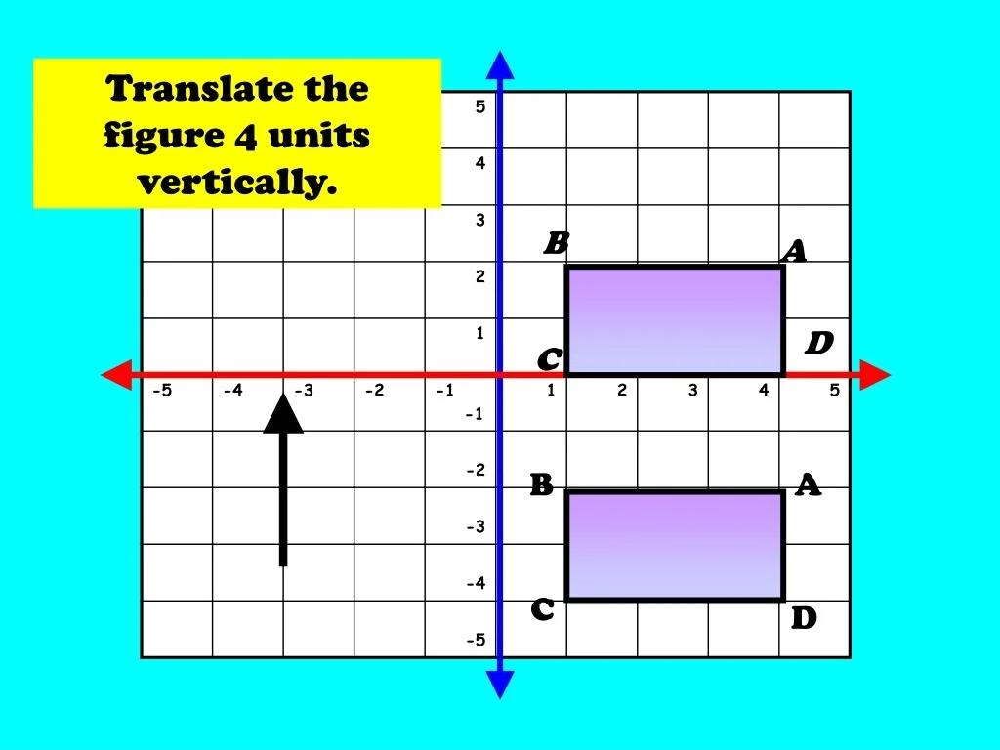 Translate the
figure 4 units
vertically.
5
4
3
B A
2
1
D
C
-5 -4 -3 -2 -1 1 2 3 4 5
-1
-2
B A
-3
-4
C D
-5